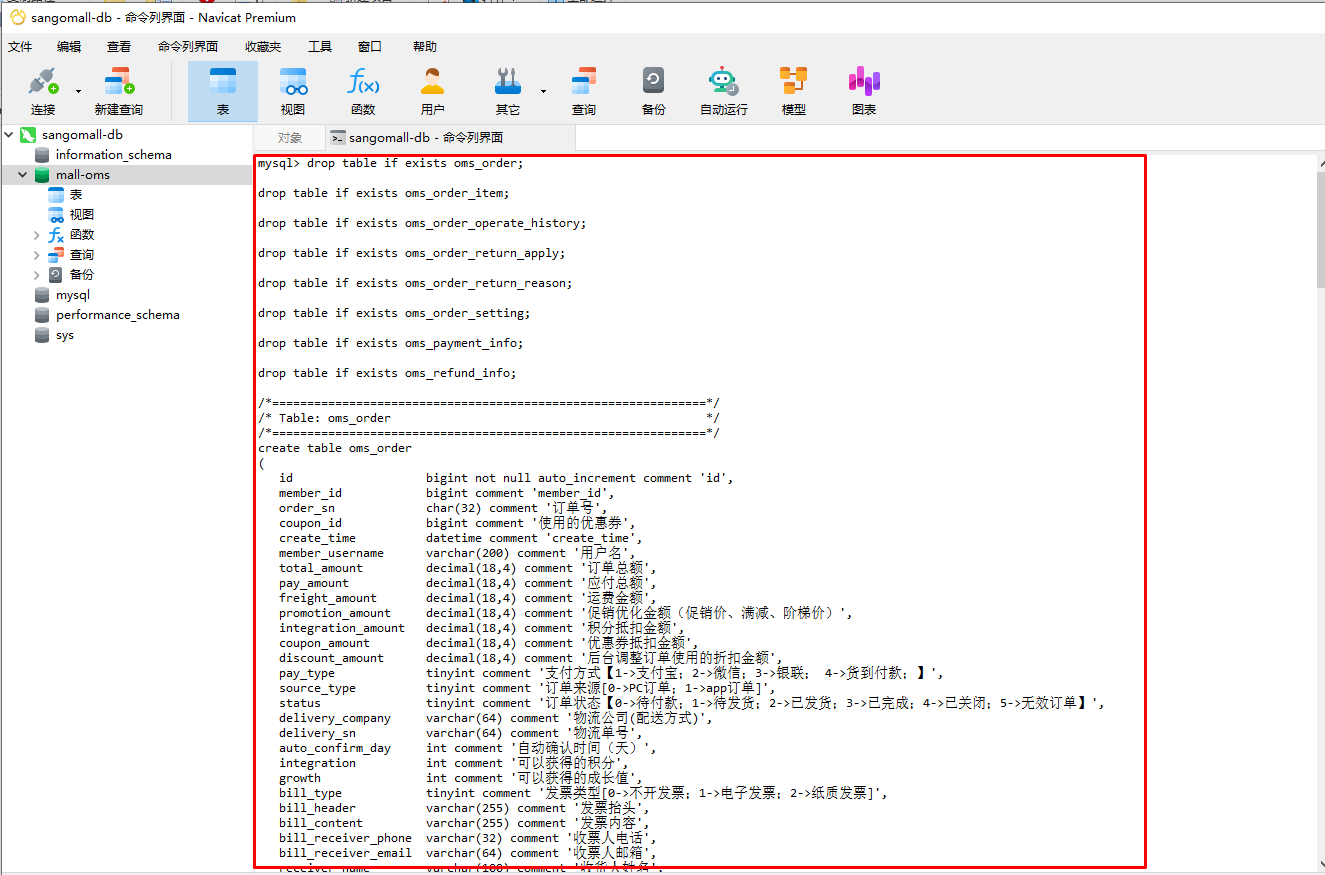 sangomall-db - 命令列界面 - Navicat Premium
文件 编辑 查看 命令列界面 收藏夹 工具 窗口 帮助
连接 新建查询 表 视图 函数 用户 其它 查询 备份 自动运行 模型 图表
sangomall-db
information_schema
mall-oms
表
视图
函数
查询
备份
mysql
performance_schema
sys
对象 sangomall-db - 命令列界面
mysql> drop table if exists oms_order;
drop table if exists oms_order_item;
drop table if exists oms_order_operate_history;
drop table if exists oms_order_return_apply;
drop table if exists oms_order_return_reason;
drop table if exists oms_order_setting;
drop table if exists oms_payment_info;
drop table if exists oms_refund_info;
/*==============================================================*/
/* Table: oms_order                                             */
/*==============================================================*/
create table oms_order
(
id                   bigint not null auto_increment comment 'id',
member_id            bigint comment 'member_id',
order_sn             char(32) comment '订单号',
coupon_id            bigint comment '使用的优惠券',
create_time          datetime comment 'create_time',
member_username      varchar(200) comment '用户名',
total_amount         decimal(18,4) comment '订单总额',
pay_amount           decimal(18,4) comment '应付总额',
freight_amount       decimal(18,4) comment '运费金额',
promotion_amount     decimal(18,4) comment '促销优化金额（促销价、满减、阶梯价）',
integration_amount   decimal(18,4) comment '积分抵扣金额',
coupon_amount        decimal(18,4) comment '优惠券抵扣金额',
discount_amount      decimal(18,4) comment '后台调整订单使用的折扣金额',
pay_type             tinyint comment '支付方式【1->支付宝；2->微信；3->银联； 4->货到付款；】',
source_type          tinyint comment '订单来源[0->PC订单；1->app订单]',
status               tinyint comment '订单状态【0->待付款；1->待发货；2->已发货；3->已完成；4->已关闭；5->无效订单】',
delivery_company     varchar(64) comment '物流公司(配送方式)',
delivery_sn          varchar(64) comment '物流单号',
auto_confirm_day     int comment '自动确认时间（天）',
integration          int comment '可以获得的积分',
growth               int comment '可以获得的成长值',
bill_type            tinyint comment '发票类型[0->不开发票；1->电子发票；2->纸质发票]',
bill_header          varchar(255) comment '发票抬头',
bill_content         varchar(255) comment '发票内容',
bill_receiver_phone  varchar(32) comment '收票人电话',
bill_receiver_email  varchar(64) comment '收票人邮箱',
receiver_name        varchar(100) comment '收货人姓名',